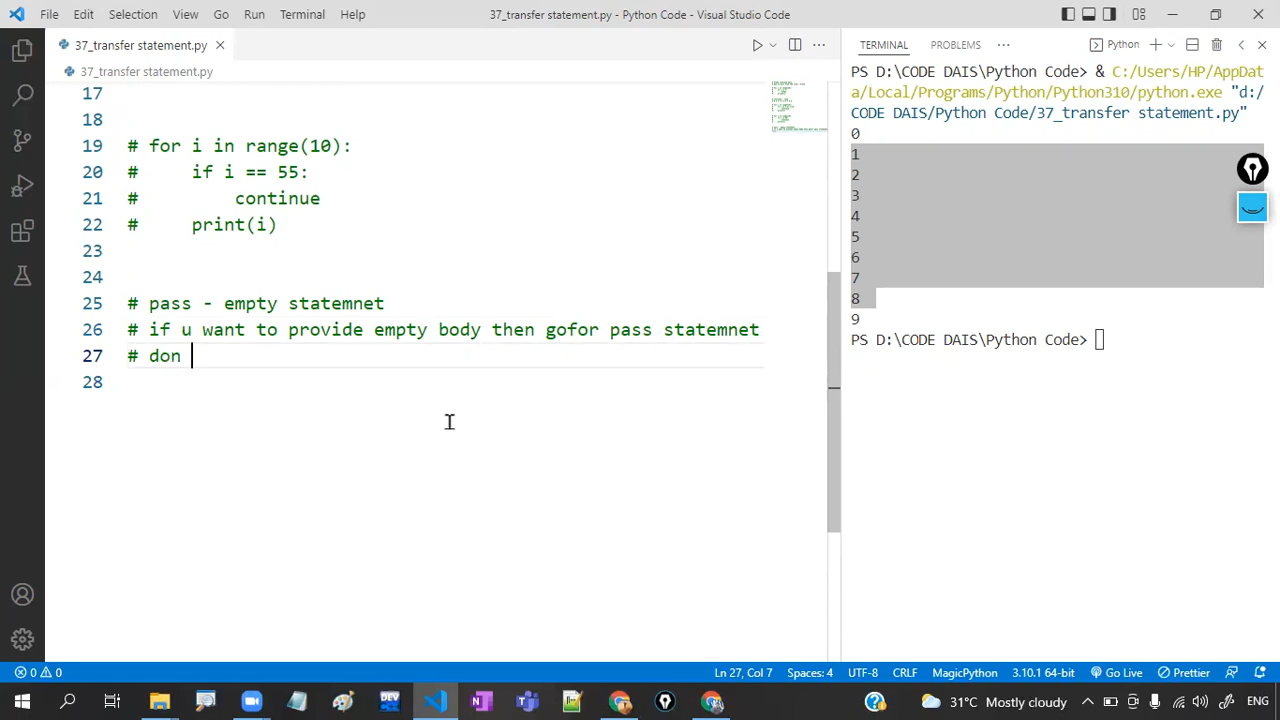 File Edit Selection View Go Run Terminal Help 37_transfer statement.py - Python Code - Visual Studio Code
37_transfer statement.py
TERMINAL PROBLEMS Python
37_transfer statement.py
17
18
19 # for i in range(10):
20 # if i == 55:
21 # continue
22 # print(i)
23
24
25 # pass - empty statemnet
26 # if u want to provide empty body then gofor pass statemnet
27 # don
28
PS D:\CODE DAIS\Python Code> & C:/Users/HP/AppDat
a/Local/Programs/Python/Python310/python.exe "d:/
CODE DAIS/Python Code/37_transfer statement.py"
0
1
2
3
4
5
6
7
8
9
PS D:\CODE DAIS\Python Code>
0 0 Ln 27, Col 7 Spaces: 4 UTF-8 CRLF MagicPython 3.10.1 64-bit Go Live Prettier
DEV 31°C Mostly cloudy ENG